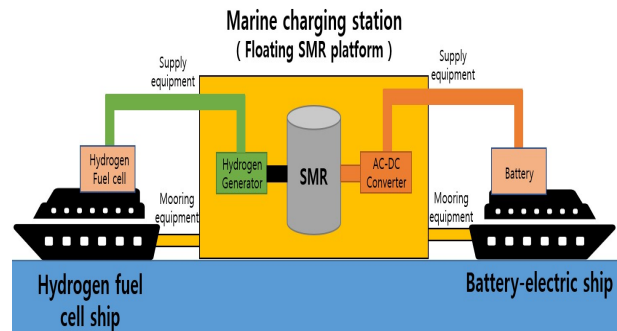 Marine charging station
( Floating SMR platform )
Supply
equipment
Supply
equipment
Hydrogen
Fuel cell
Hydrogen
Generator
SMR
AC-DC
Converter
Battery
Mooring
equipment
Mooring
equipment
Hydrogen fuel
cell ship
Battery-electric ship